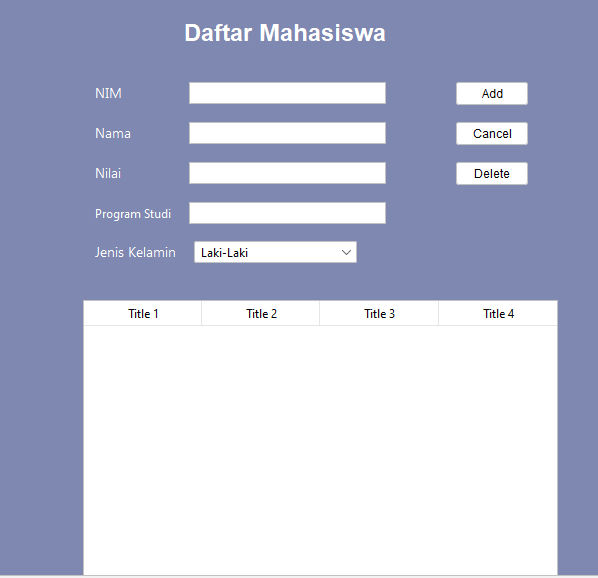 Daftar Mahasiswa
NIM
Add
Nama
Cancel
Nilai
Delete
Program Studi
Jenis Kelamin
Laki-Laki
Title 1 Title 2 Title 3 Title 4